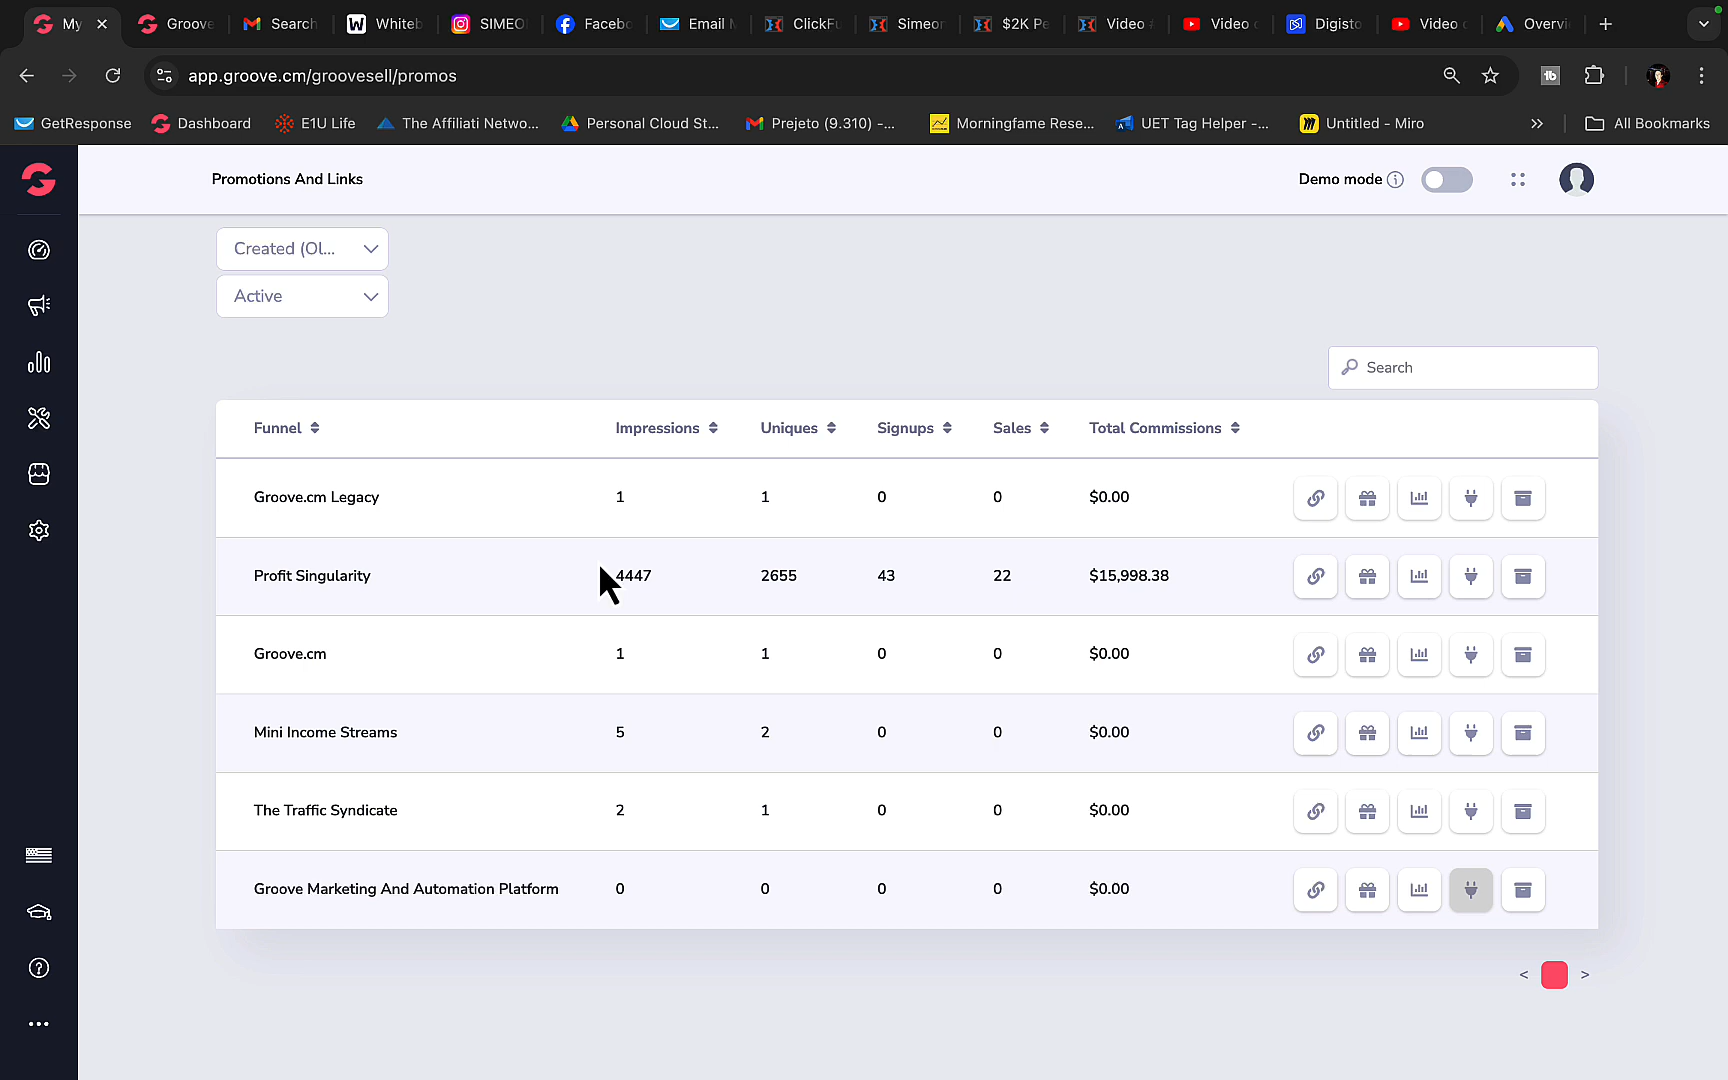 My
Groove
Search
Whiteb
SIMEO
Facebo
Email M
ClickFu
Simeon
$2K Pe
Video #
Video c
Digisto
Video c
Overvi
app.groove.cm/groovesell/promos
GetResponse
Dashboard
E1U Life
The Affiliati Netwo...
Personal Cloud St...
Prejeto (9.310) -...
Morningfame Rese...
UET Tag Helper -...
Untitled - Miro
All Bookmarks
Promotions And Links
Demo mode
Created (Ol...
Active
Search
Funnel Impressions Uniques Signups Sales Total Commissions
Groove.cm Legacy 1 1 0 0 $0.00
Profit Singularity 4447 2655 43 22 $15,998.38
Groove.cm 1 1 0 0 $0.00
Mini Income Streams 5 2 0 0 $0.00
The Traffic Syndicate 2 1 0 0 $0.00
Groove Marketing And Automation Platform 0 0 0 0 $0.00
< >